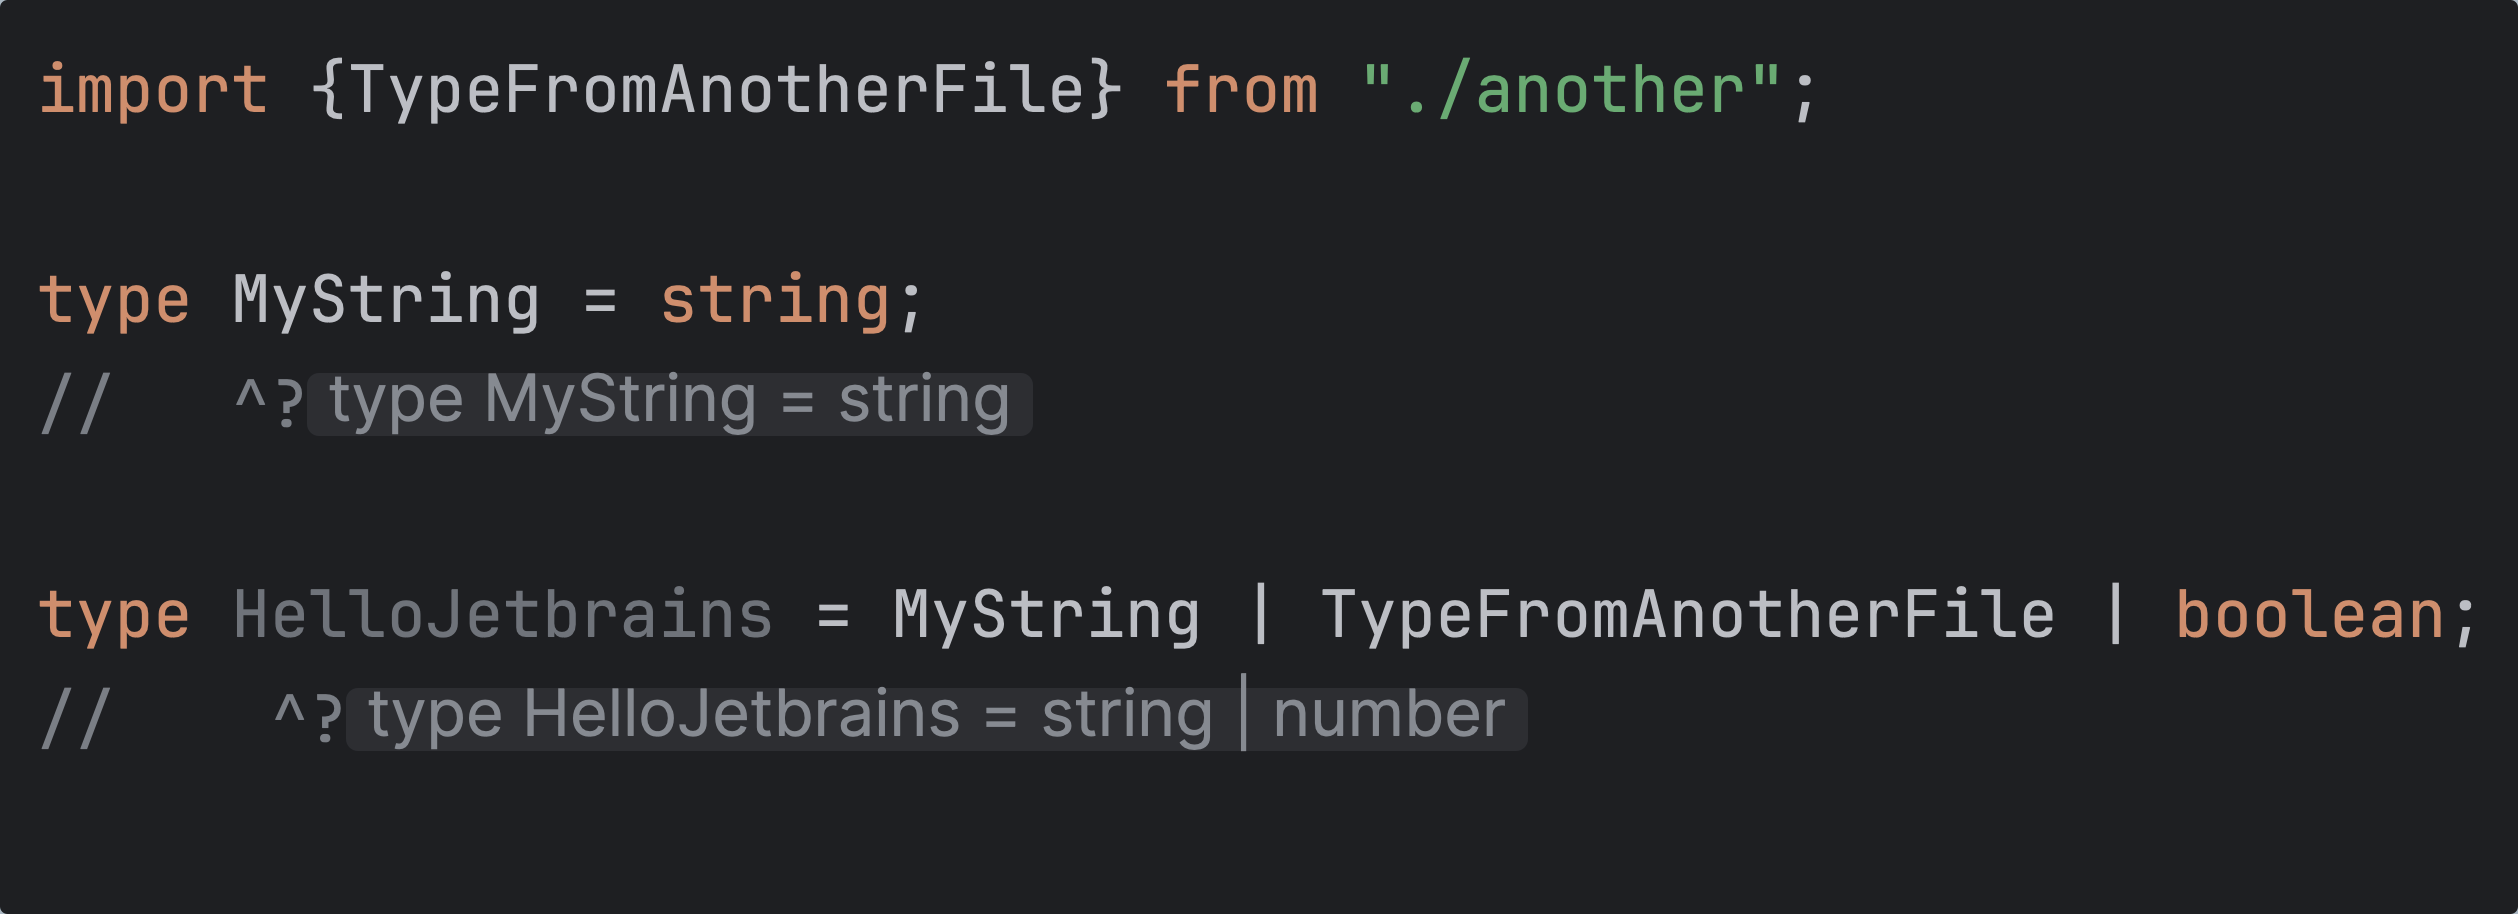 import {TypeFromAnotherFile} from "./another";
type MyString = string;
//   ^? type MyString = string
type HelloJetbrains = MyString | TypeFromAnotherFile | boolean;
//    ^? type HelloJetbrains = string | number